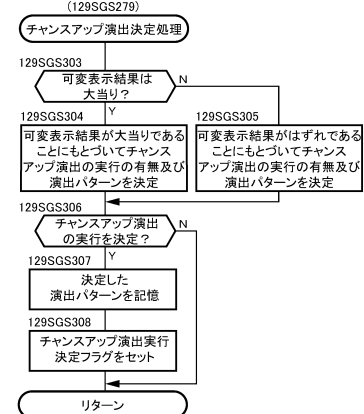 (129SGS279)
チャンスアップ演出決定処理
129SGS303
可変表示結果は
大当り？
N
Y
129SGS304
可変表示結果が大当りである
ことにもとづいてチャンス
アップ演出の実行の有無及び
演出パターンを決定
129SGS305
可変表示結果がはずれである
ことにもとづいてチャンス
アップ演出の実行の有無及び
演出パターンを決定
129SGS306
チャンスアップ演出
の実行を決定？
N
Y
129SGS307
決定した
演出パターンを記憶
129SGS308
チャンスアップ演出実行
決定フラグをセット
リターン